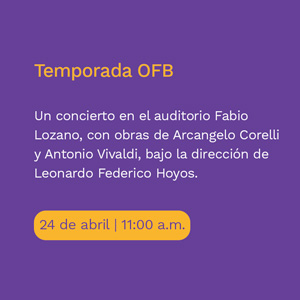 Temporada OFB
Un concierto en el auditorio Fabio
Lozano, con obras de Arcangelo Corelli
y Antonio Vivaldi, bajo la dirección de
Leonardo Federico Hoyos.
24 de abril | 11:00 a.m.